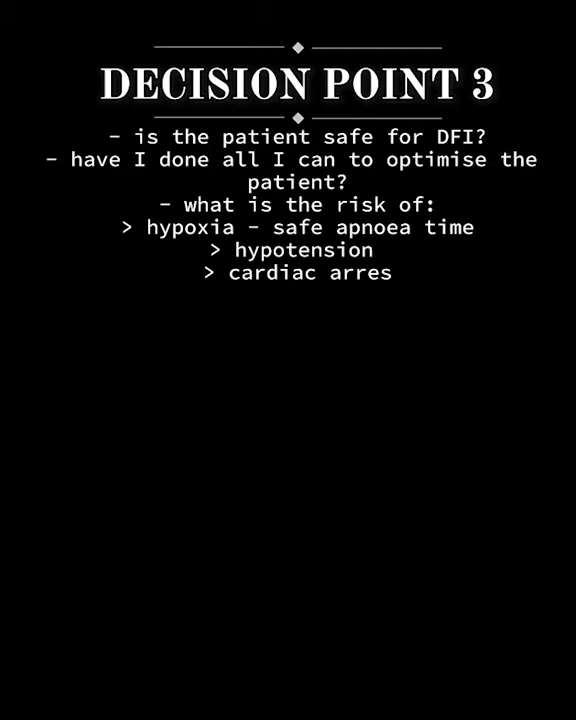 DECISION POINT 3
- is the patient safe for DFI?
- have I done all I can to optimise the
patient?
- what is the risk of:
> hypoxia - safe apnoea time
> hypotension
> cardiac arres